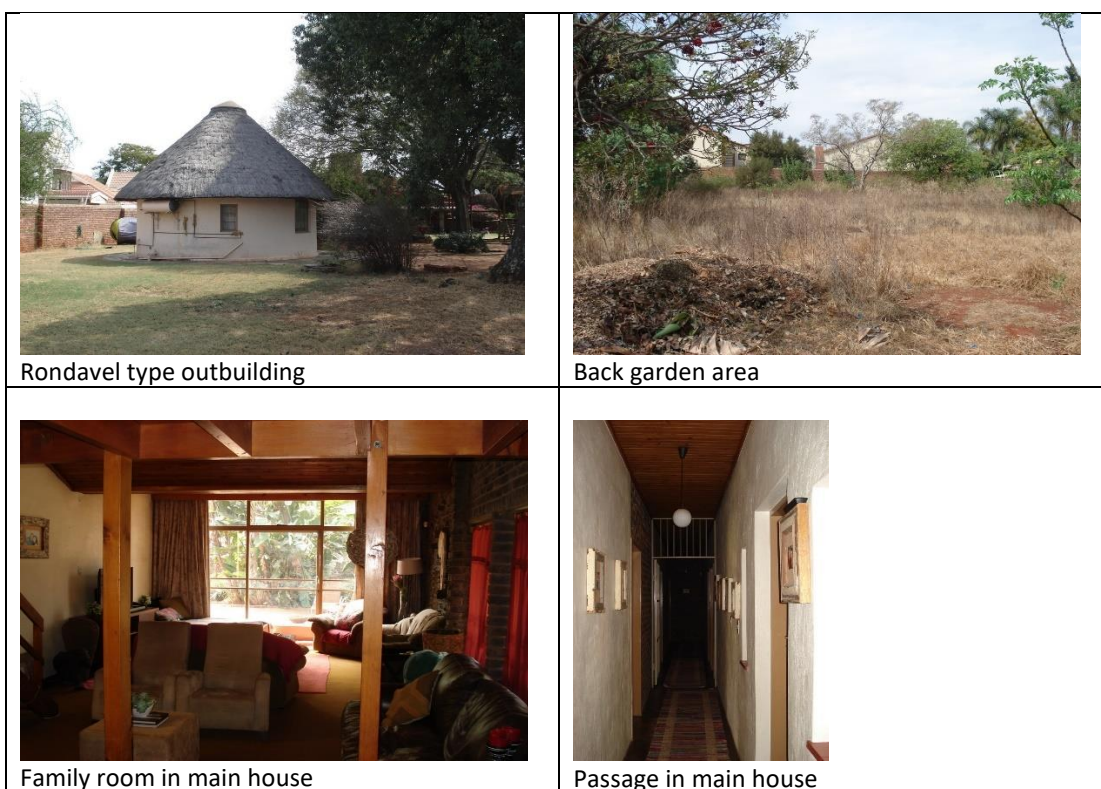 Rondavel type outbuilding
Back garden area
Family room in main house
Passage in main house